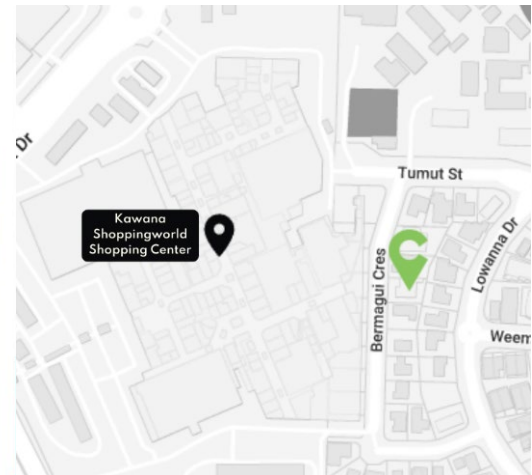 Dr
Tumut St
Kawana
Shoppingworld
Shopping Center
Bermagui Cres
Lowanna Dr
Weem